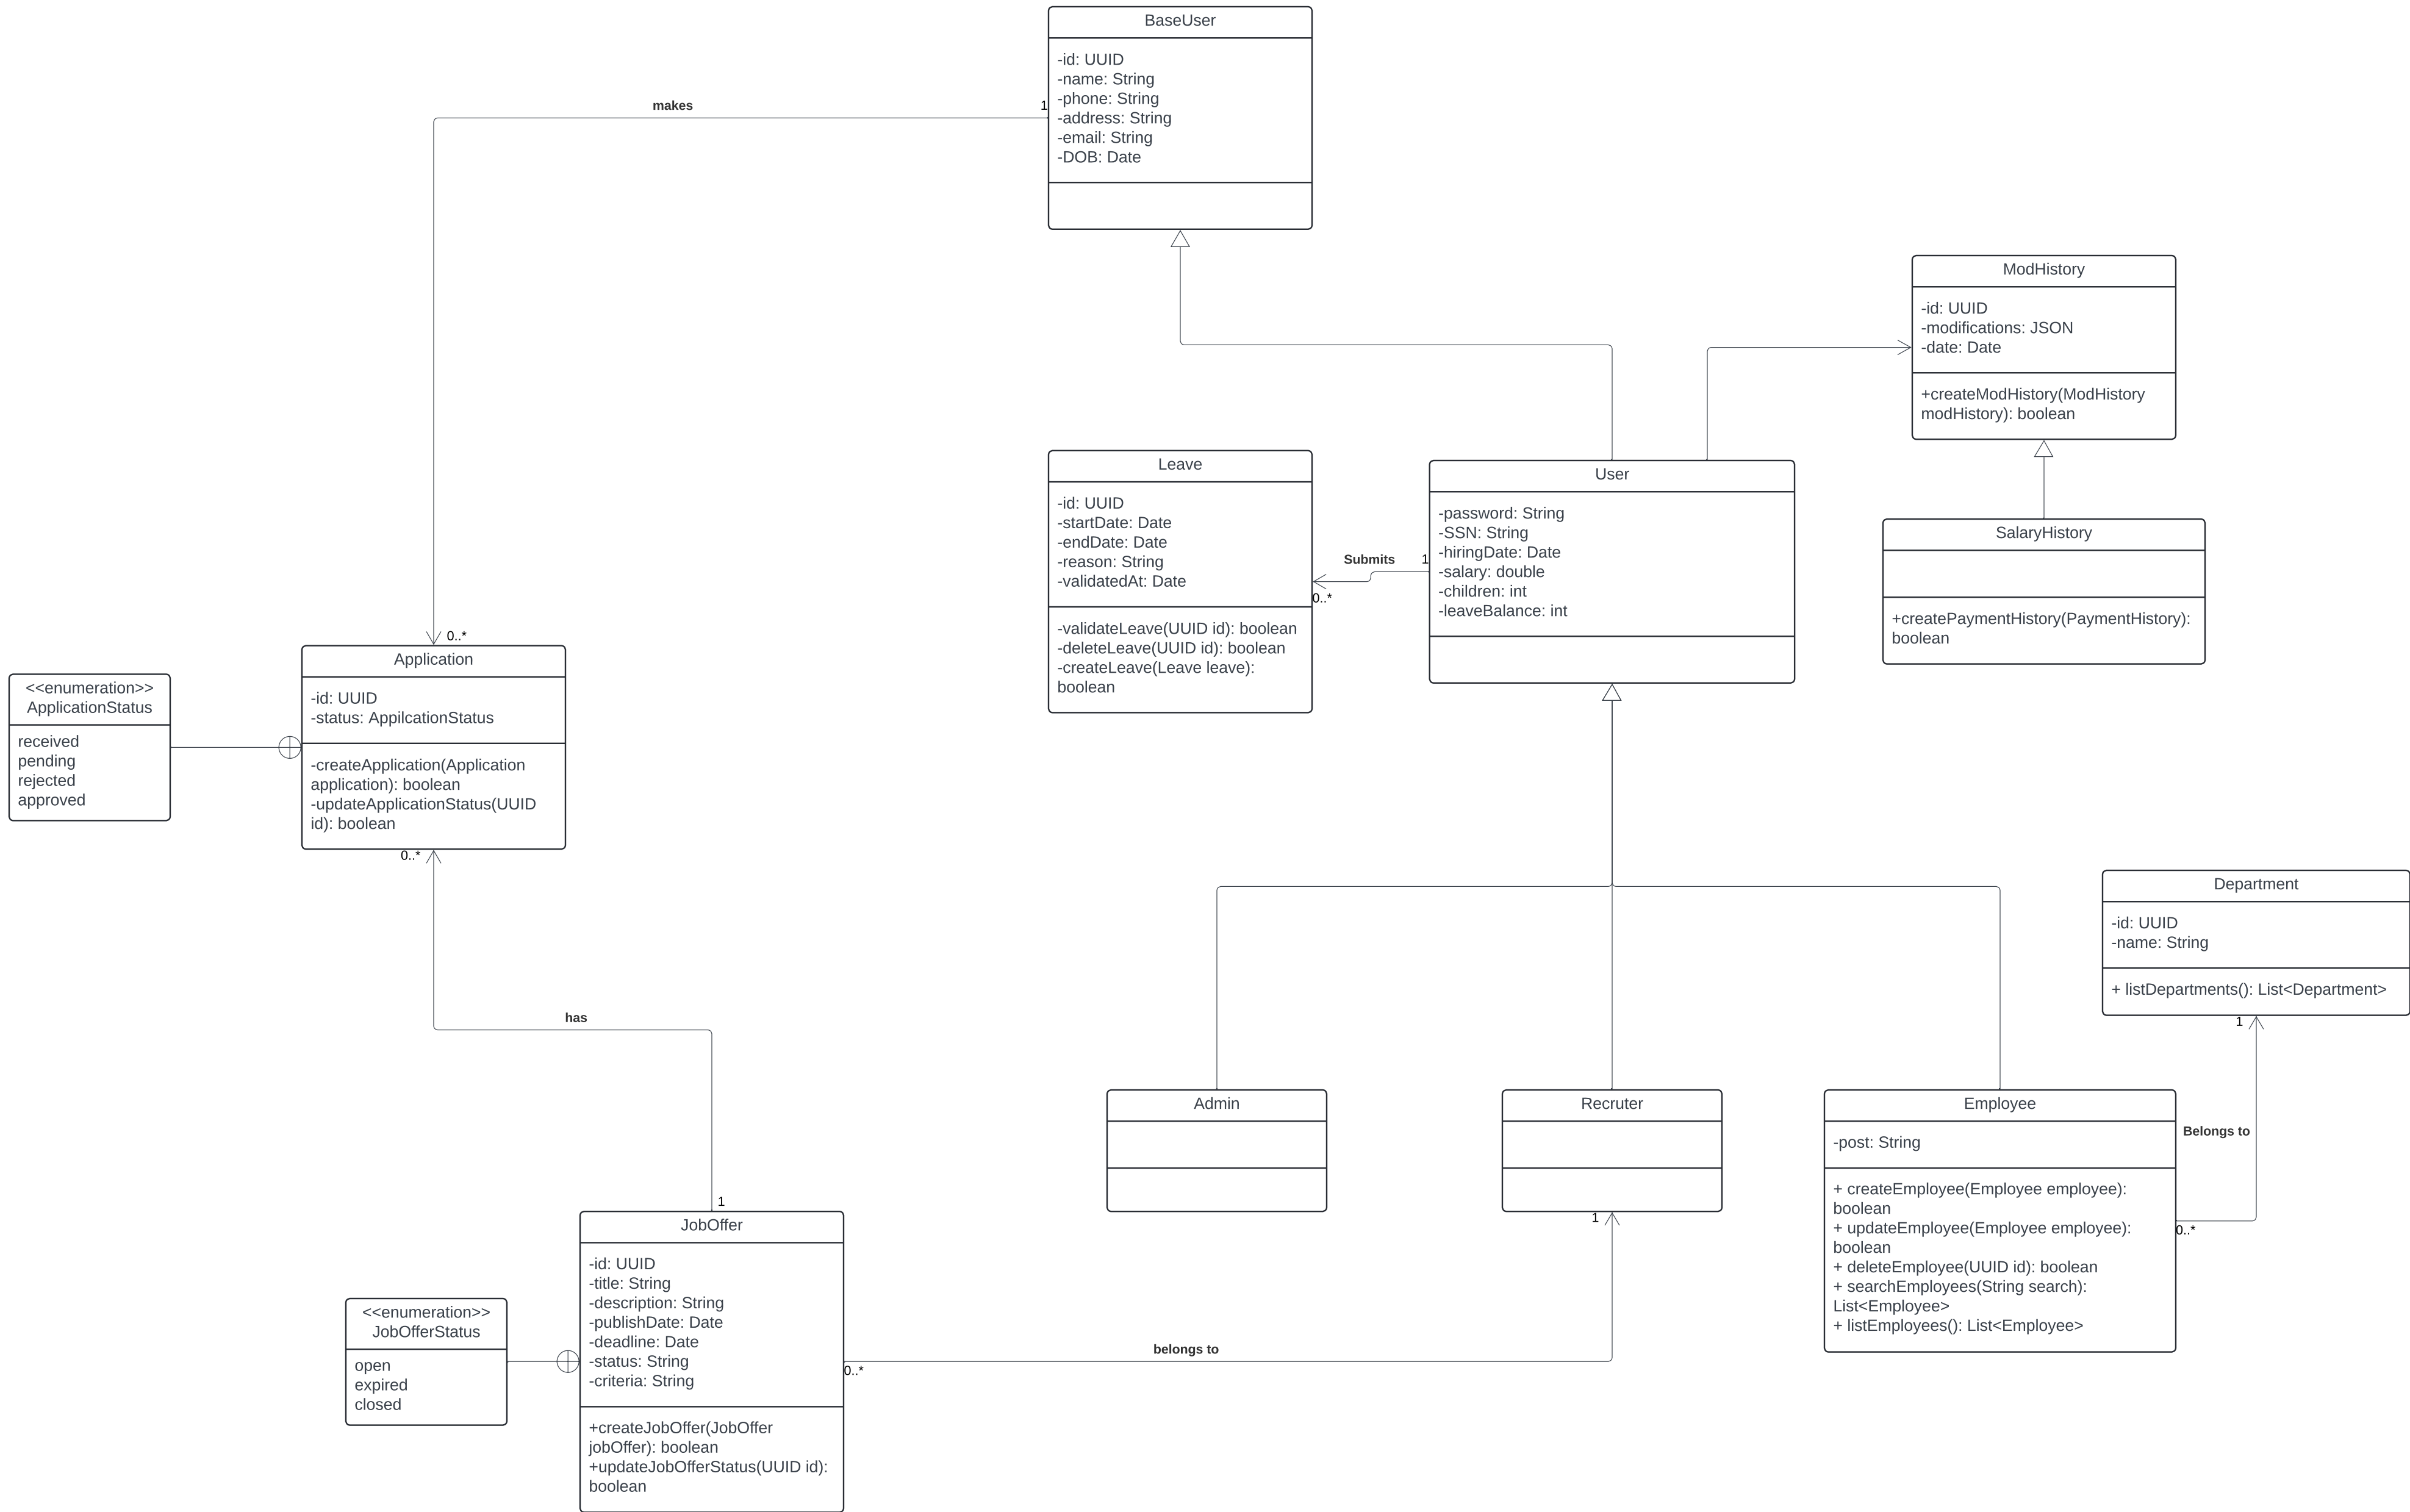 BaseUser
-id: UUID
-name: String
-phone: String
-address: String
-email: String
-DOB: Date
makes
1
0..*
ModHistory
-id: UUID
-modifications: JSON
-date: Date
+createModHistory(ModHistory
modHistory): boolean
Leave
-id: UUID
-startDate: Date
-endDate: Date
-reason: String
-validatedAt: Date
-validateLeave(UUID id): boolean
-deleteLeave(UUID id): boolean
-createLeave(Leave leave):
boolean
Submits
1
0..*
User
-password: String
-SSN: String
-hiringDate: Date
-salary: double
-children: int
-leaveBalance: int
SalaryHistory
+createPaymentHistory(PaymentHistory):
boolean
<<enumeration>>
ApplicationStatus
received
pending
rejected
approved
Application
-id: UUID
-status: AppilcationStatus
-createApplication(Application
application): boolean
-updateApplicationStatus(UUID
id): boolean
0..*
has
1
Department
-id: UUID
-name: String
+ listDepartments(): List<Department>
1
Belongs to
0..*
Admin
Recruter
1
Employee
-post: String
+ createEmployee(Employee employee):
boolean
+ updateEmployee(Employee employee):
boolean
+ deleteEmployee(UUID id): boolean
+ searchEmployees(String search):
List<Employee>
+ listEmployees(): List<Employee>
<<enumeration>>
JobOfferStatus
open
expired
closed
JobOffer
-id: UUID
-title: String
-description: String
-publishDate: Date
-deadline: Date
-status: String
-criteria: String
+createJobOffer(JobOffer
jobOffer): boolean
+updateJobOfferStatus(UUID id):
boolean
belongs to
0..*